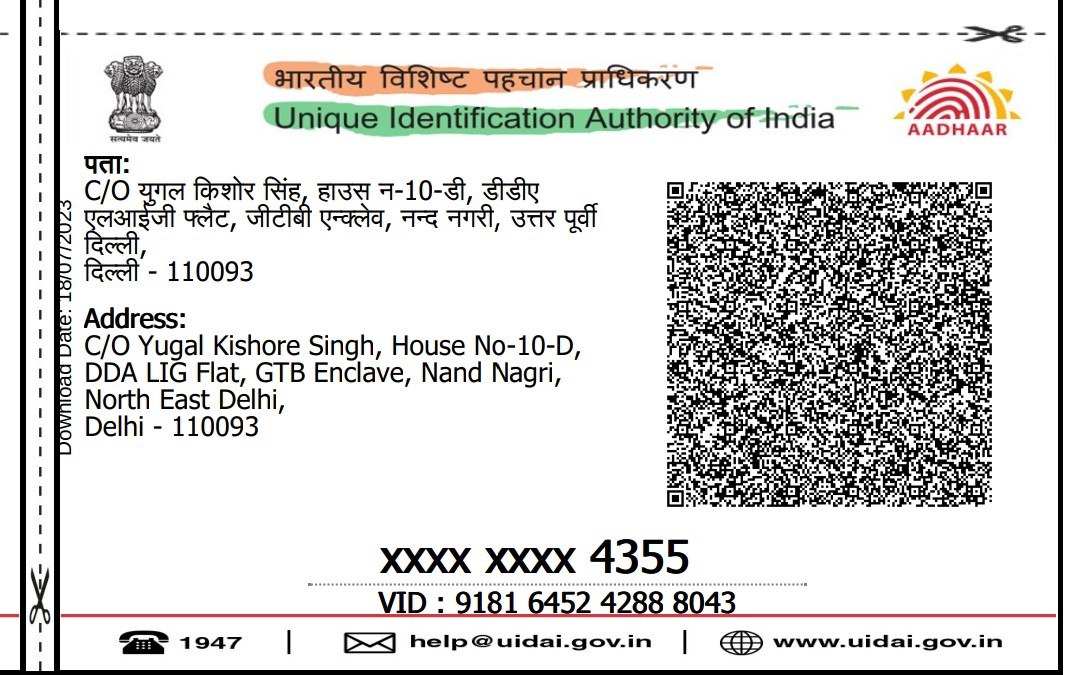 भारतीय विशिष्ट पहचान प्राधिकरण
Unique Identification Authority of India
सत्यमेव जयते
AADHAAR
पता:
C/O युगल किशोर सिंह, हाउस न-10-डी, डीडीए
एलआईजी फ्लैट, जीटीबी एन्क्लेव, नन्द नगरी, उत्तर पूर्वी
दिल्ली,
दिल्ली - 110093
Download Date: 18/07/2023
Address:
C/O Yugal Kishore Singh, House No-10-D,
DDA LIG Flat, GTB Enclave, Nand Nagri,
North East Delhi,
Delhi - 110093
xxxx xxxx 4355
VID : 9181 6452 4288 8043
1947 | help@uidai.gov.in | www.uidai.gov.in